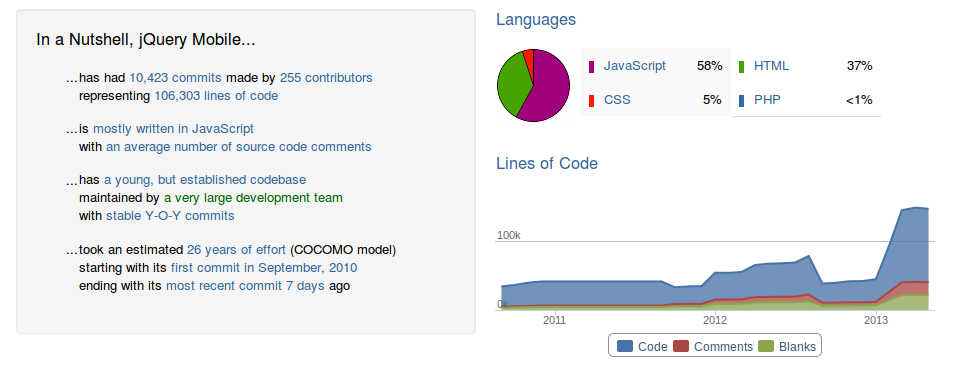 In a Nutshell, jQuery Mobile...
...has had 10,423 commits made by 255 contributors
representing 106,303 lines of code
...is mostly written in JavaScript
with an average number of source code comments
...has a young, but established codebase
maintained by a very large development team
with stable Y-O-Y commits
...took an estimated 26 years of effort (COCOMO model)
starting with its first commit in September, 2010
ending with its most recent commit 7 days ago
Languages
JavaScript 58% HTML 37%
CSS 5% PHP <1%
Lines of Code
100k
0k
2011 2012 2013
Code Comments Blanks